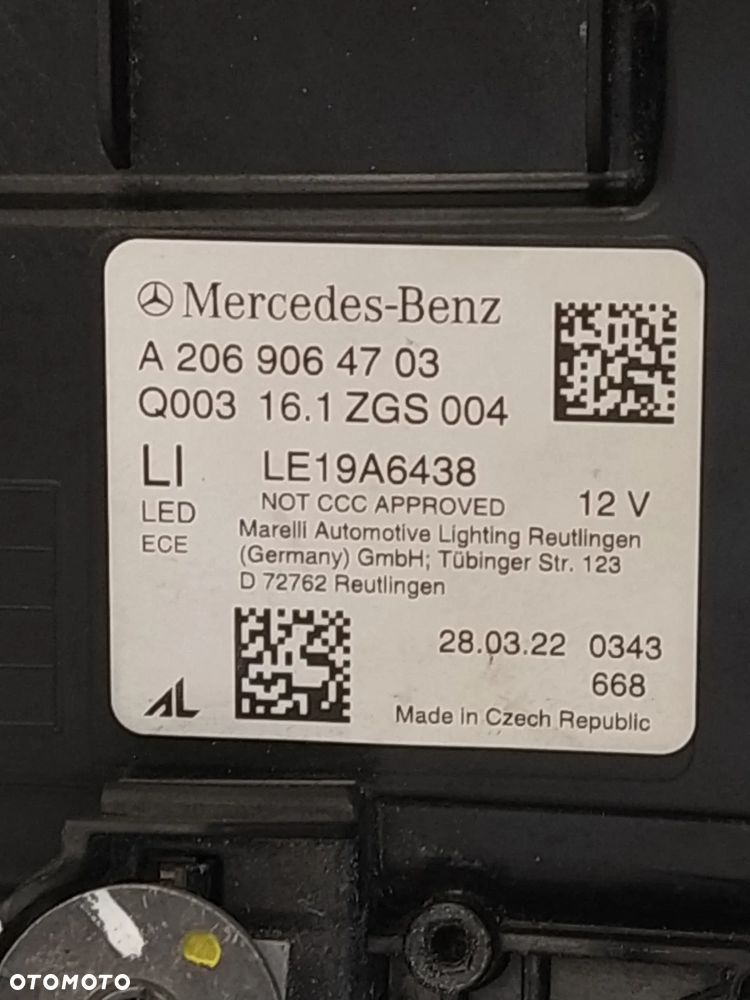 Mercedes-Benz
A 206 906 47 03
Q003 16.1 ZGS 004
LI LE19A6438
LED NOT CCC APPROVED 12 V
ECE Marelli Automotive Lighting Reutlingen
(Germany) GmbH; Tübinger Str. 123
D 72762 Reutlingen
28.03.22 0343
668
AL Made in Czech Republic
OTOMOTO